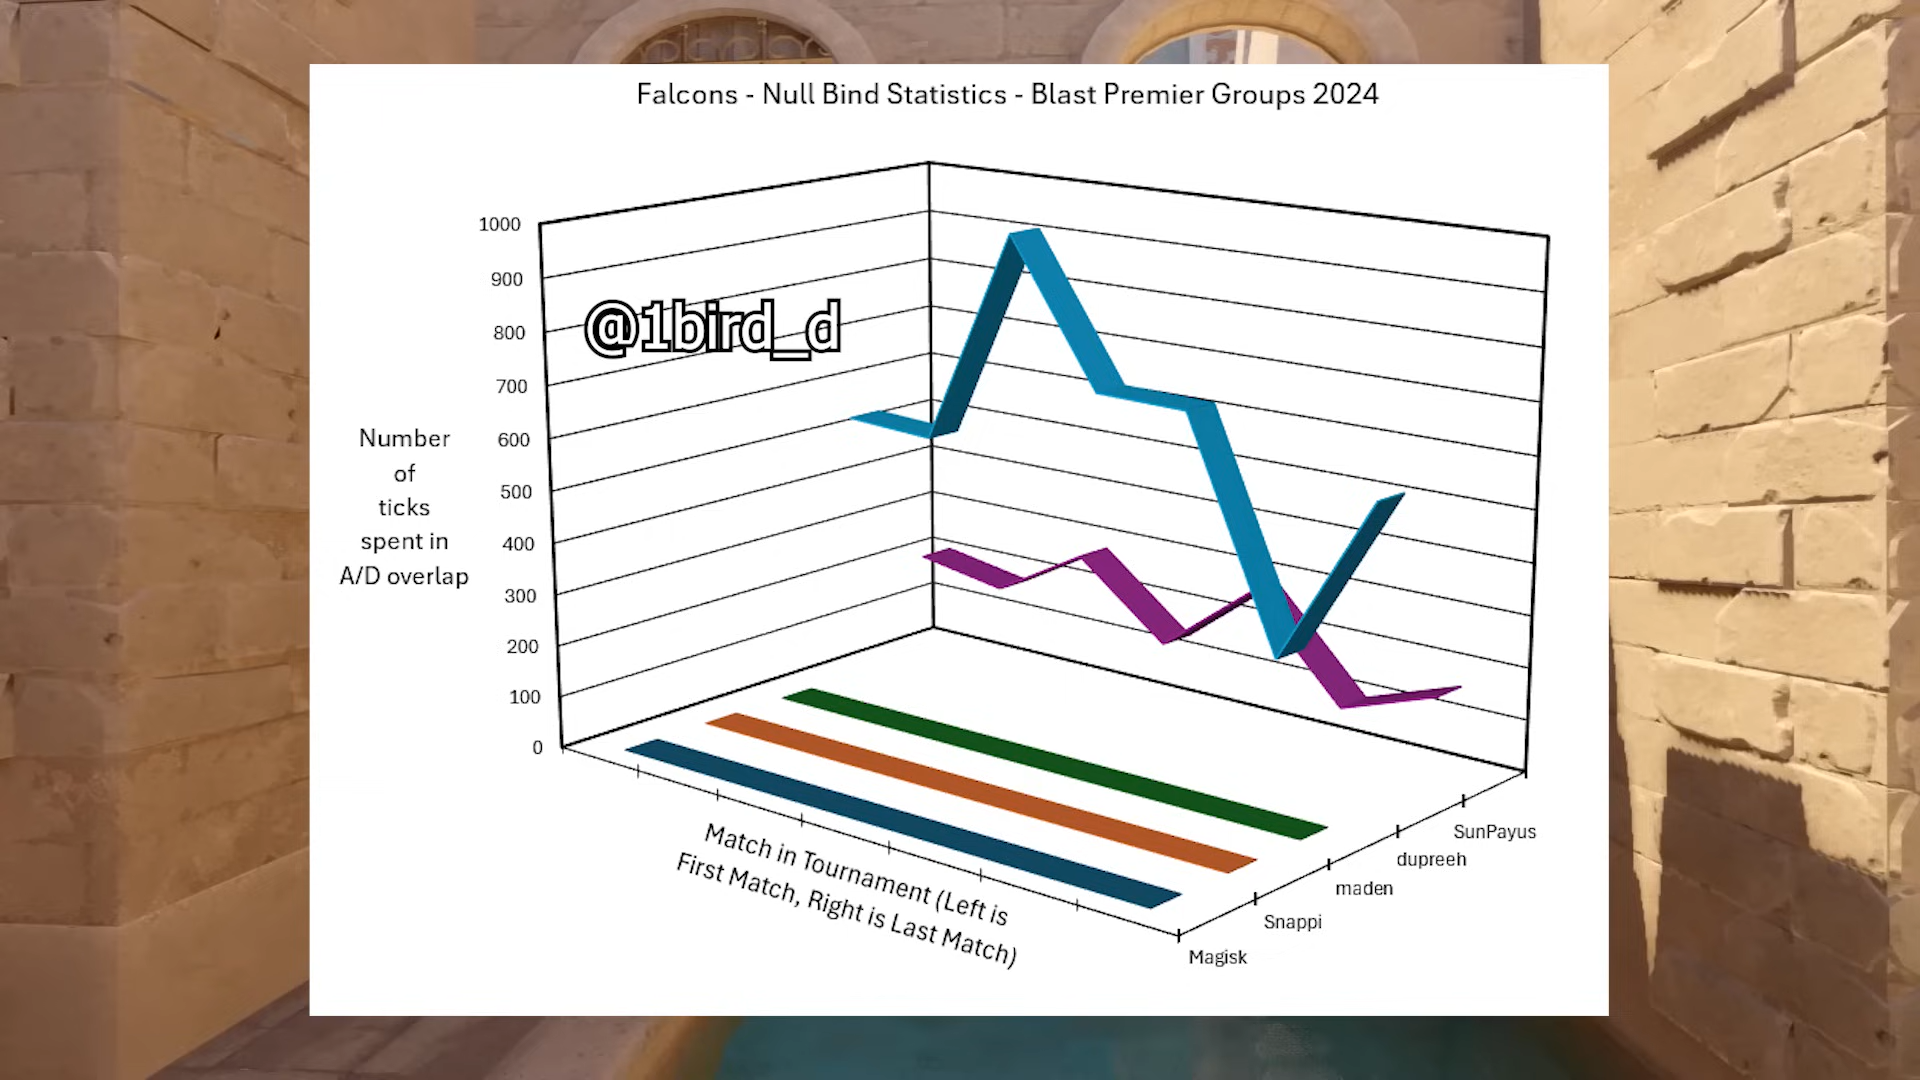 Falcons - Null Bind Statistics - Blast Premier Groups 2024
1000
900
800
700
600
500
400
300
200
100
0
@1bird_d
Number
of
ticks
spent in
A/D overlap
Match in Tournament (Left is
First Match, Right is Last Match)
SunPayus
dupreeh
maden
Snappi
Magisk